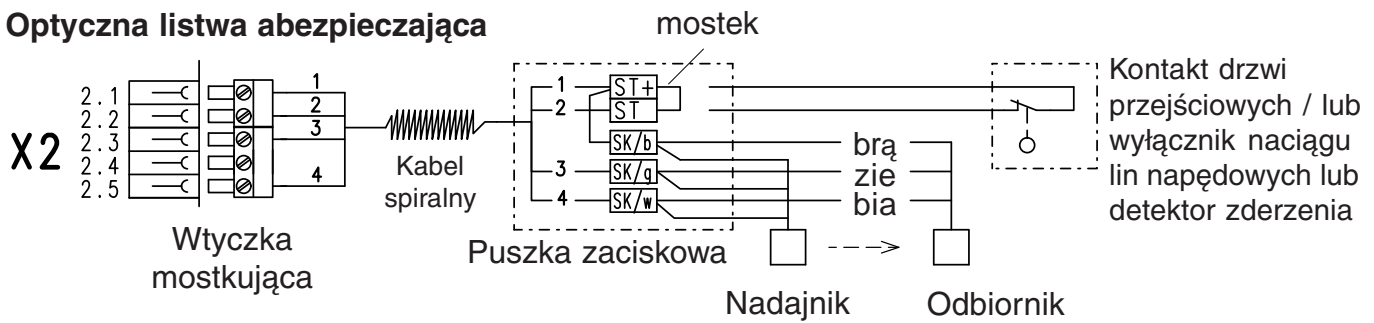 Optyczna listwa abezpieczająca
mostek
X2
2.1
2.2
2.3
2.4
2.5
1
2
3
4
Wtyczka
mostkująca
Kabel
spiralny
1
2
3
4
ST+
ST
SK/b
SK/g
SK/w
brą
zie
bia
Puszka zaciskowa
Nadajnik
Odbiornik
Kontakt drzwi
przejściowych / lub
wyłącznik naciągu
lin napędowych lub
detektor zderzenia